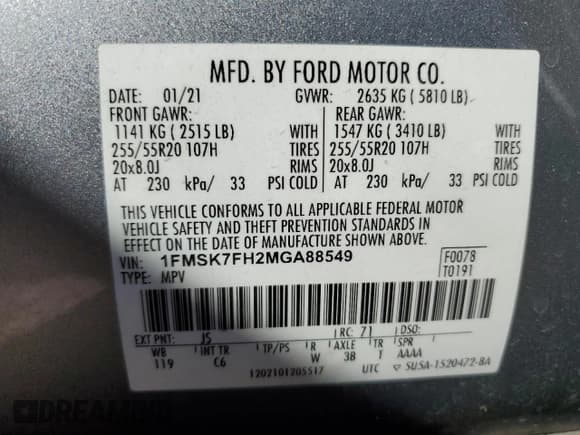 MFD. BY FORD MOTOR CO.
DATE: 01/21 GVWR: 2635 KG ( 5810 LB)
FRONT GAWR: REAR GAWR:
1141 KG ( 2515 LB) WITH 1547 KG ( 3410 LB) WITH
255/55R20 107H TIRES 255/55R20 107H TIRES
20x8.0J RIMS 20x8.0J RIMS
AT 230 kPa/ 33 PSI COLD AT 230 kPa/ 33 PSI COLD
THIS VEHICLE CONFORMS TO ALL APPLICABLE FEDERAL MOTOR
VEHICLE SAFETY AND THEFT PREVENTION STANDARDS IN
EFFECT ON THE DATE OF MANUFACTURE SHOWN ABOVE.
VIN: 1FMSK7FH2MGA88549 F0078
TYPE: MPV T0191
EXT PNT: J5 RC: 71 DSO:
WB INT TR TP/PS R AXLE TR SPR
119 C6 W 3B T AAAA
1202101205517 UTC ▽ SUSA-1520472-BA
DREAMBID